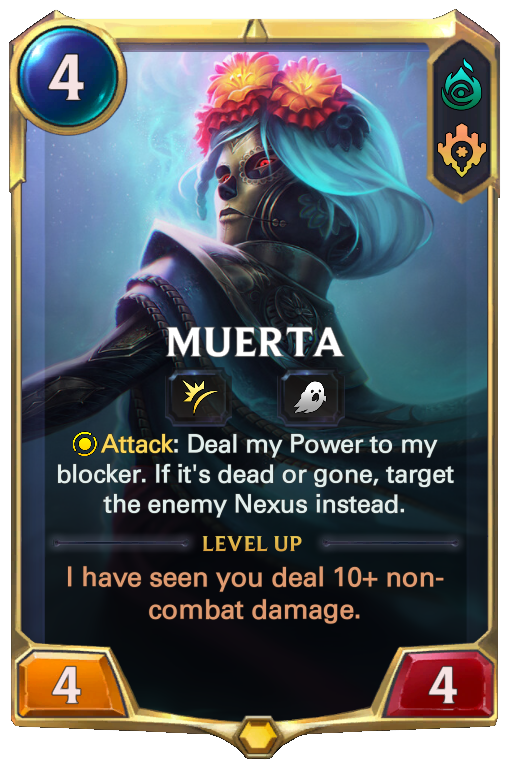 4
MUERTA
Attack: Deal my Power to my
blocker. If it's dead or gone, target
the enemy Nexus instead.
LEVEL UP
I have seen you deal 10+ non-
combat damage.
4 4